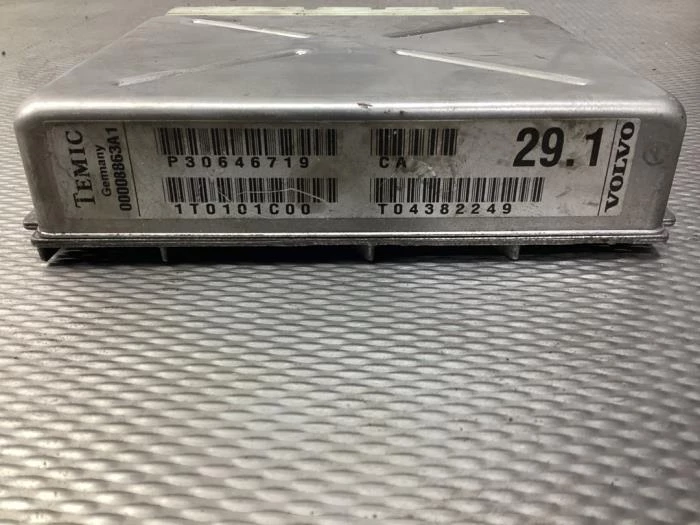 TEMIC
Germany
00008863A1
P30646719
CA
29.1
1T0101C00
T04382249
VOLVO